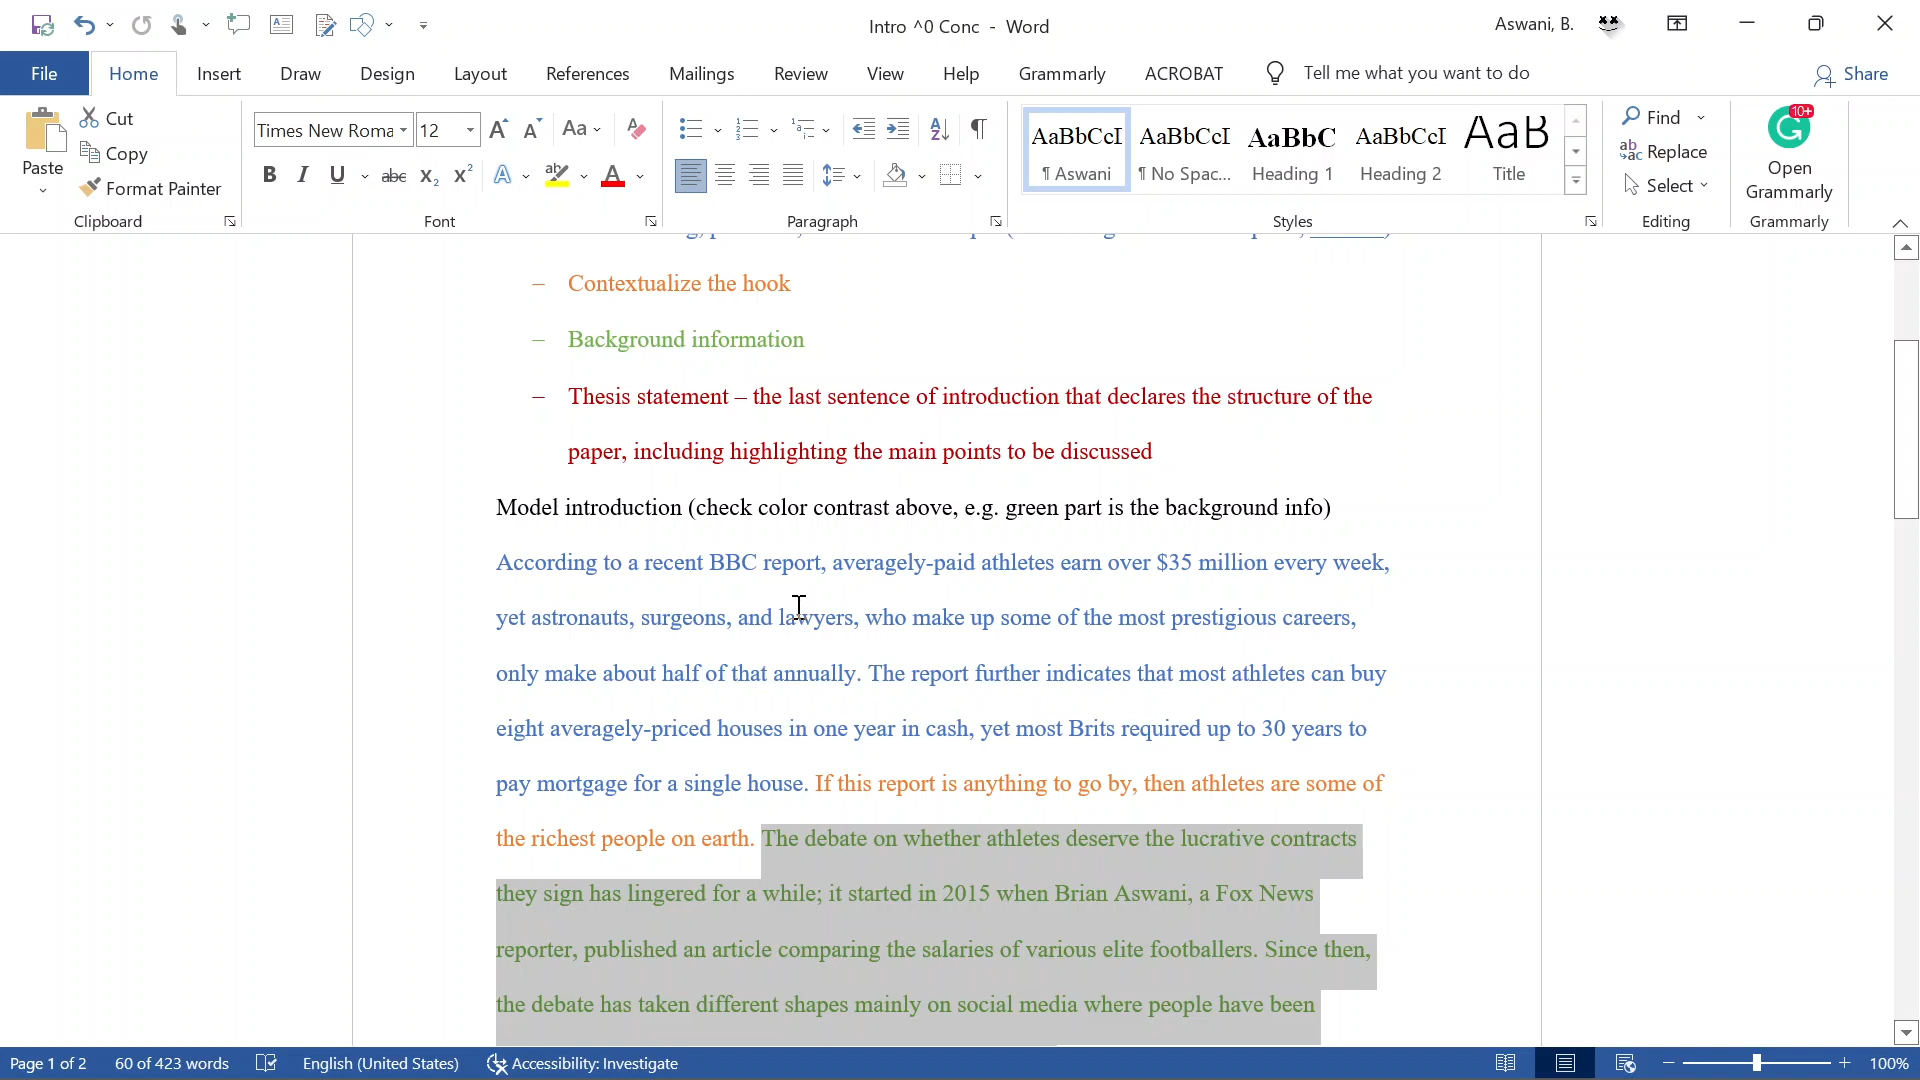 Intro ^0 Conc - Word
Aswani, B.
File Home Insert Draw Design Layout References Mailings Review View Help Grammarly ACROBAT Tell me what you want to do Share
Paste
Cut
Copy
Format Painter
Clipboard
Times New Roma 12
Aa
B I U abc X2 X2 A ab A
Font
Paragraph
AaBbCcI AaBbCcI AaBbC AaBbCcI AaB
¶ Aswani ¶ No Spac... Heading 1 Heading 2 Title
Styles
Find
Replace
Select
Editing
10+
Open
Grammarly
Grammarly
– Contextualize the hook
– Background information
– Thesis statement – the last sentence of introduction that declares the structure of the
paper, including highlighting the main points to be discussed
Model introduction (check color contrast above, e.g. green part is the background info)
According to a recent BBC report, averagely-paid athletes earn over $35 million every week,
yet astronauts, surgeons, and lawyers, who make up some of the most prestigious careers,
only make about half of that annually. The report further indicates that most athletes can buy
eight averagely-priced houses in one year in cash, yet most Brits required up to 30 years to
pay mortgage for a single house. If this report is anything to go by, then athletes are some of
the richest people on earth. The debate on whether athletes deserve the lucrative contracts
they sign has lingered for a while; it started in 2015 when Brian Aswani, a Fox News
reporter, published an article comparing the salaries of various elite footballers. Since then,
the debate has taken different shapes mainly on social media where people have been
Page 1 of 2 60 of 423 words English (United States) Accessibility: Investigate 100%